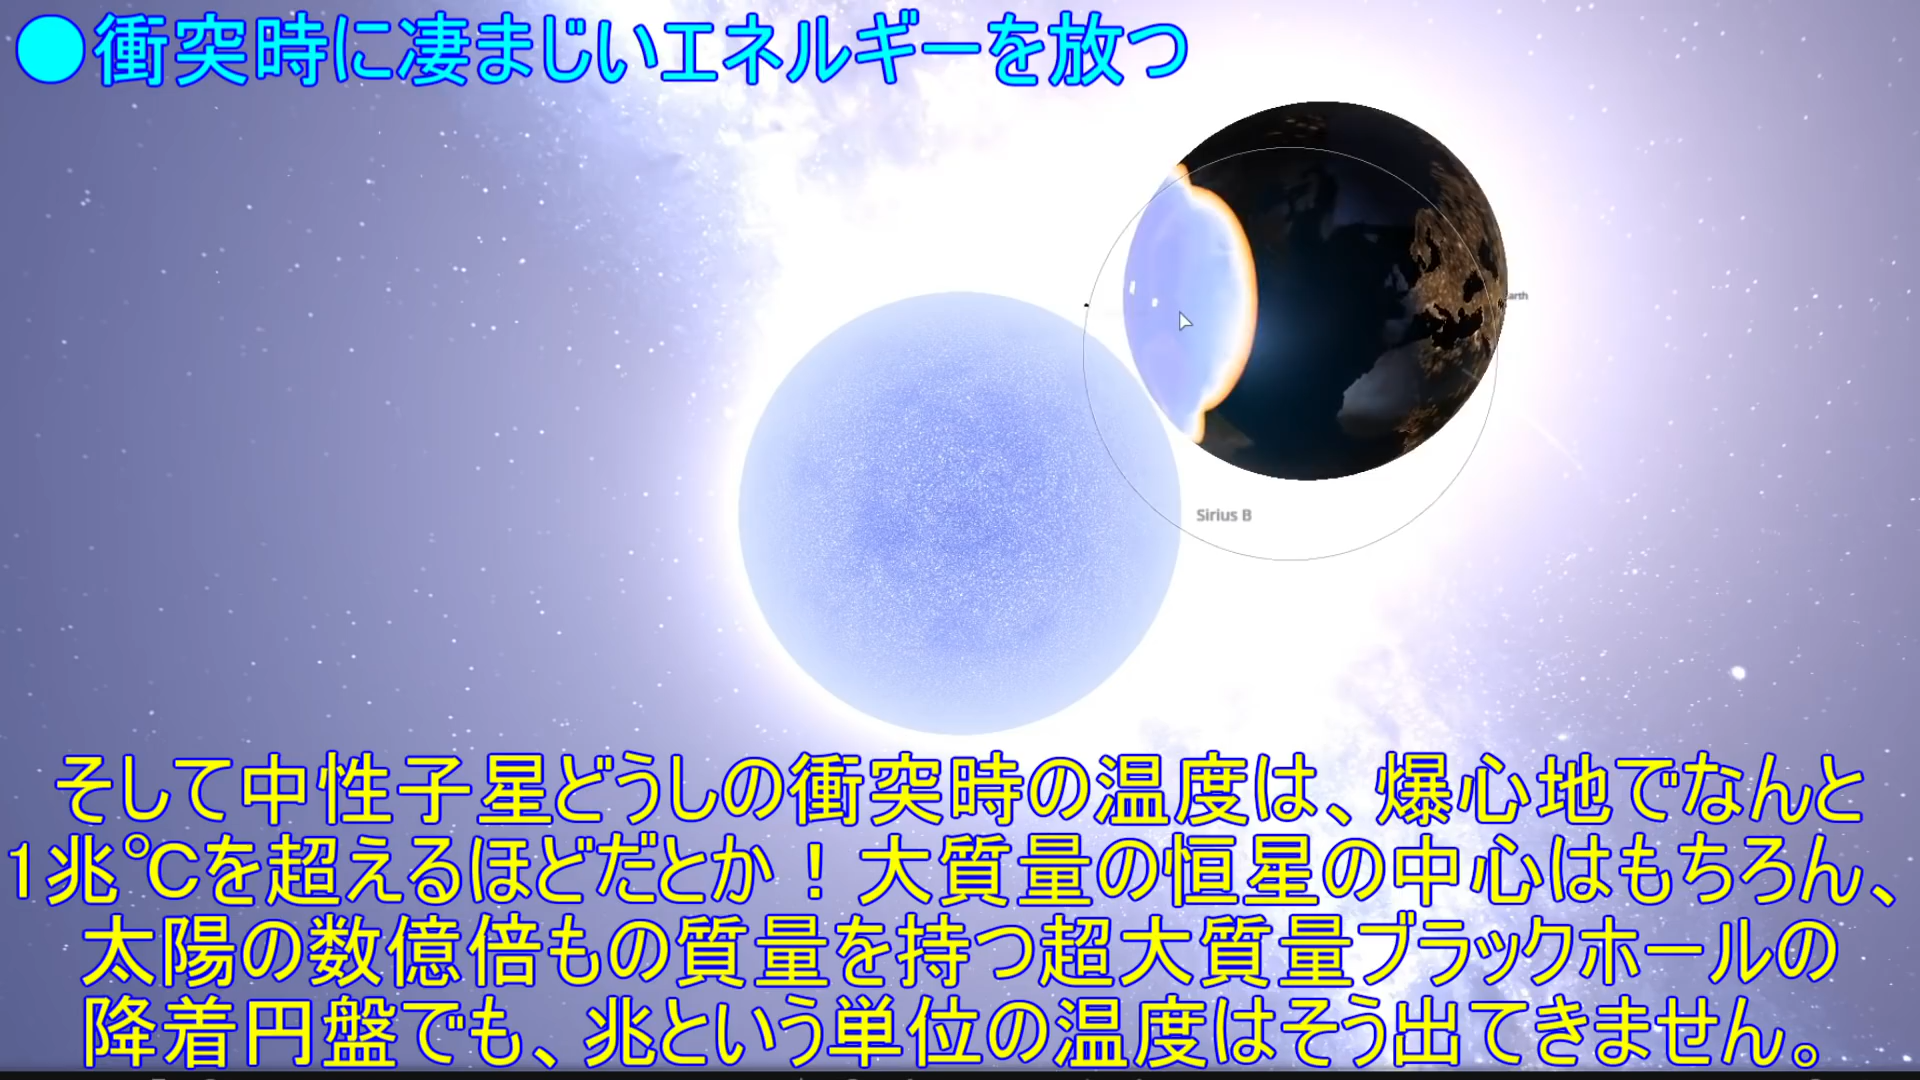 ●衝突時に凄まじいエネルギーを放つ
arth
Sirius B
そして中性子星どうしの衝突時の温度は、爆心地でなんと
1兆℃を超えるほどだとか！大質量の恒星の中心はもちろん、
太陽の数億倍もの質量を持つ超大質量ブラックホールの
降着円盤でも、兆という単位の温度はそう出てきません。